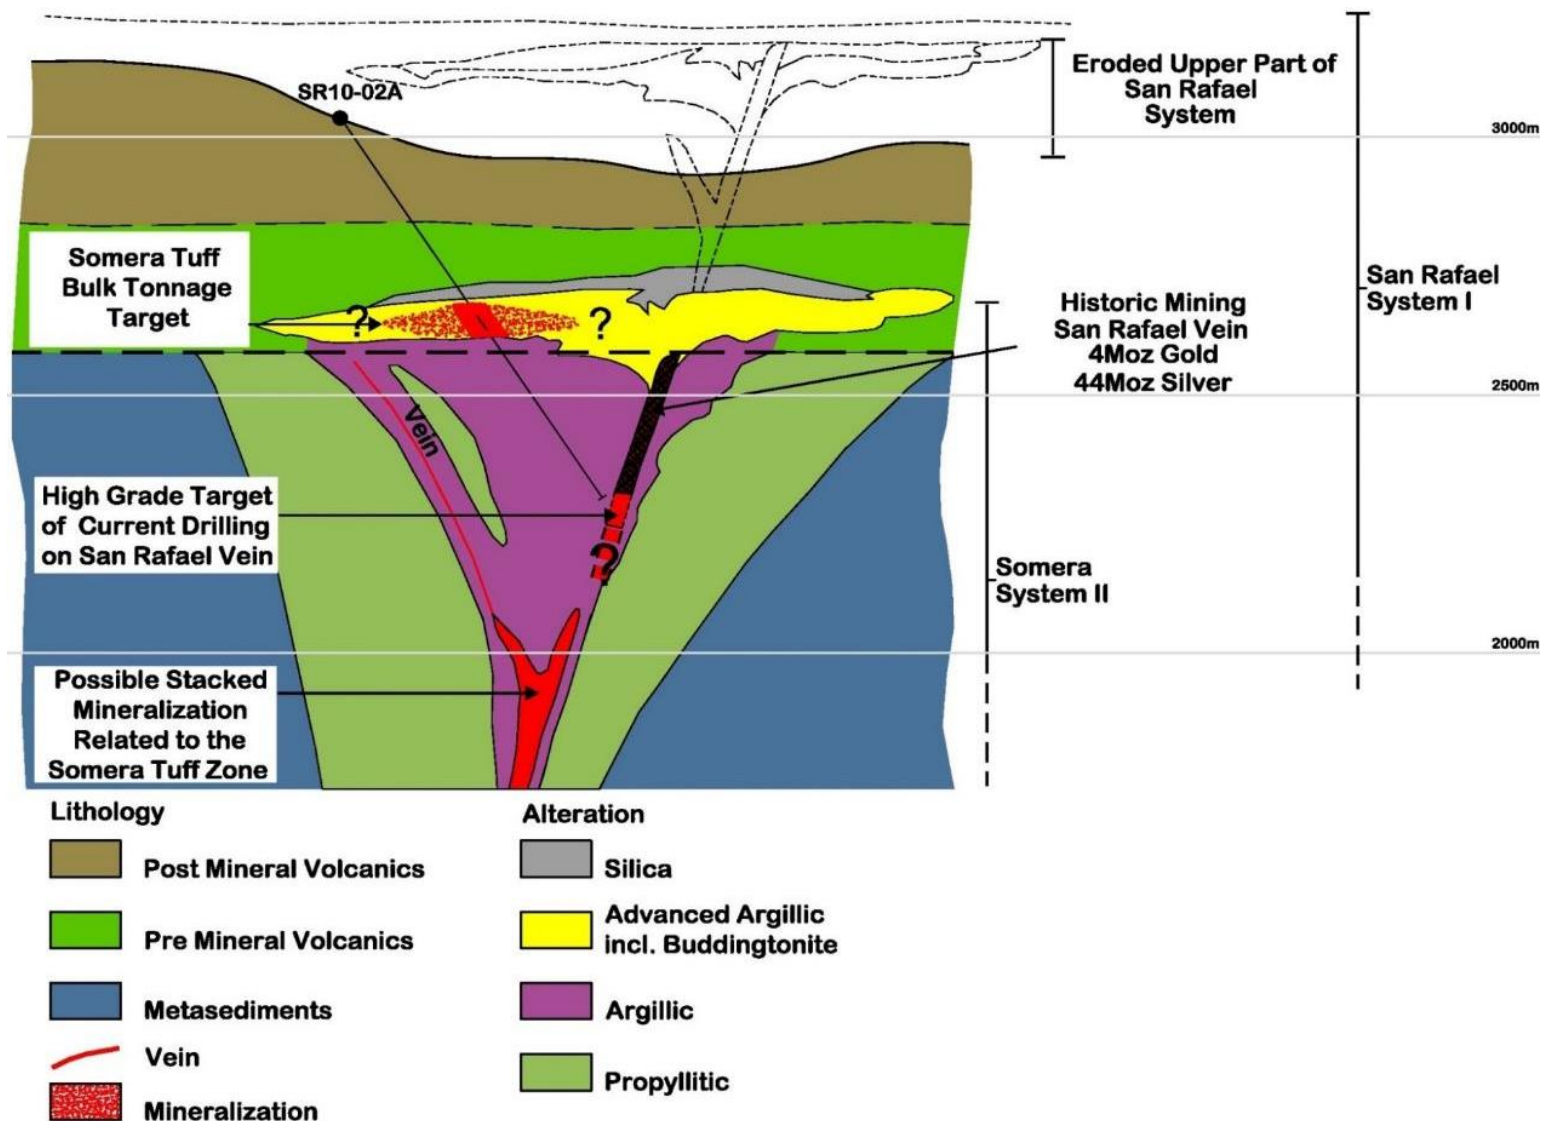 SR10-02A
Eroded Upper Part of
San Rafael
System
3000m
Somera Tuff
Bulk Tonnage
Target
?
?
San Rafael
System I
Historic Mining
San Rafael Vein
4Moz Gold
44Moz Silver
2500m
Vein
High Grade Target
of Current Drilling
on San Rafael Vein
?
Somera
System II
2000m
Possible Stacked
Mineralization
Related to the
Somera Tuff Zone
Lithology
Post Mineral Volcanics
Pre Mineral Volcanics
Metasediments
Vein
Mineralization
Alteration
Silica
Advanced Argillic
incl. Buddingtonite
Argillic
Propyllitic